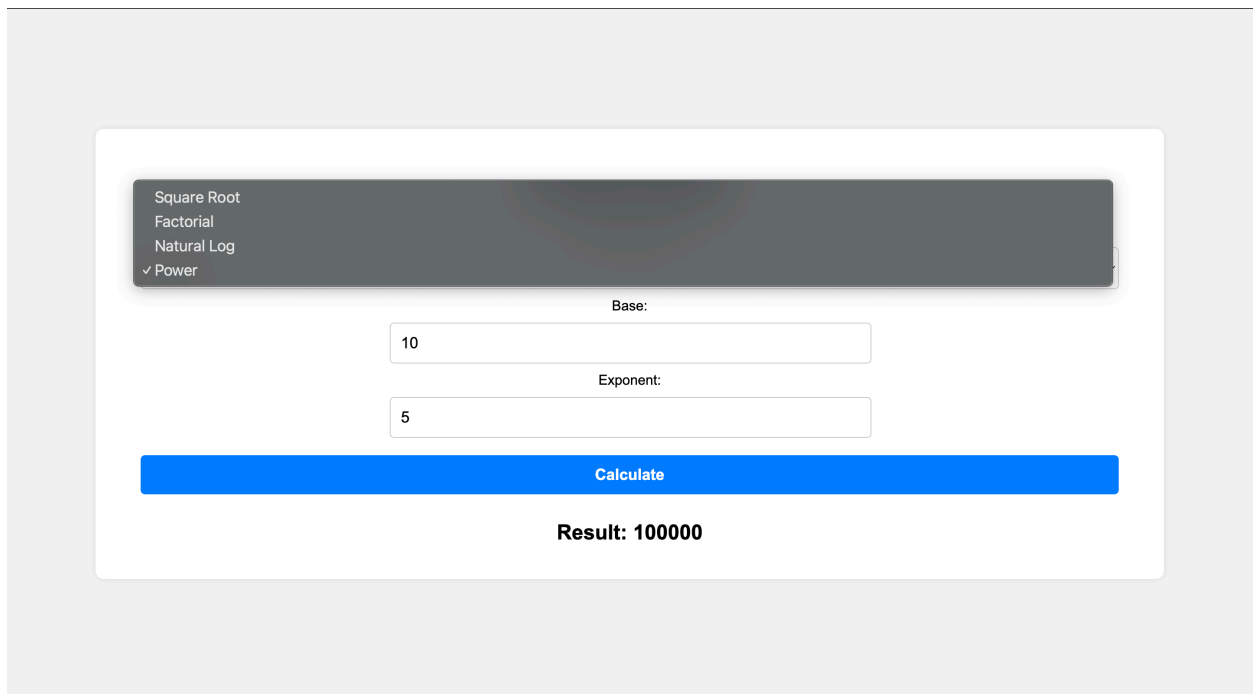 Square Root
Factorial
Natural Log
✓ Power
Base:
10
Exponent:
5
Calculate
Result: 100000